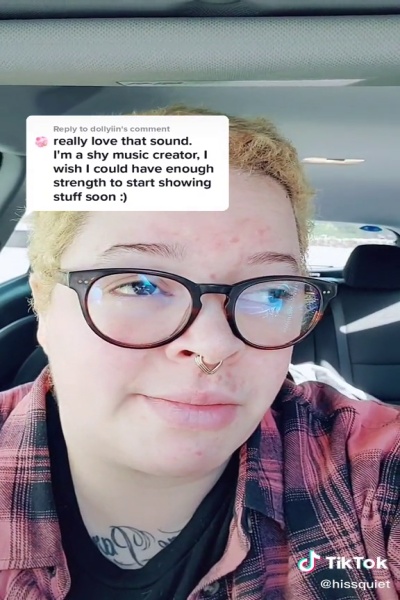 Reply to dollyiin's comment
really love that sound.
I'm a shy music creator, I
wish I could have enough
strength to start showing
stuff soon :)
TikTok
@hissquiet